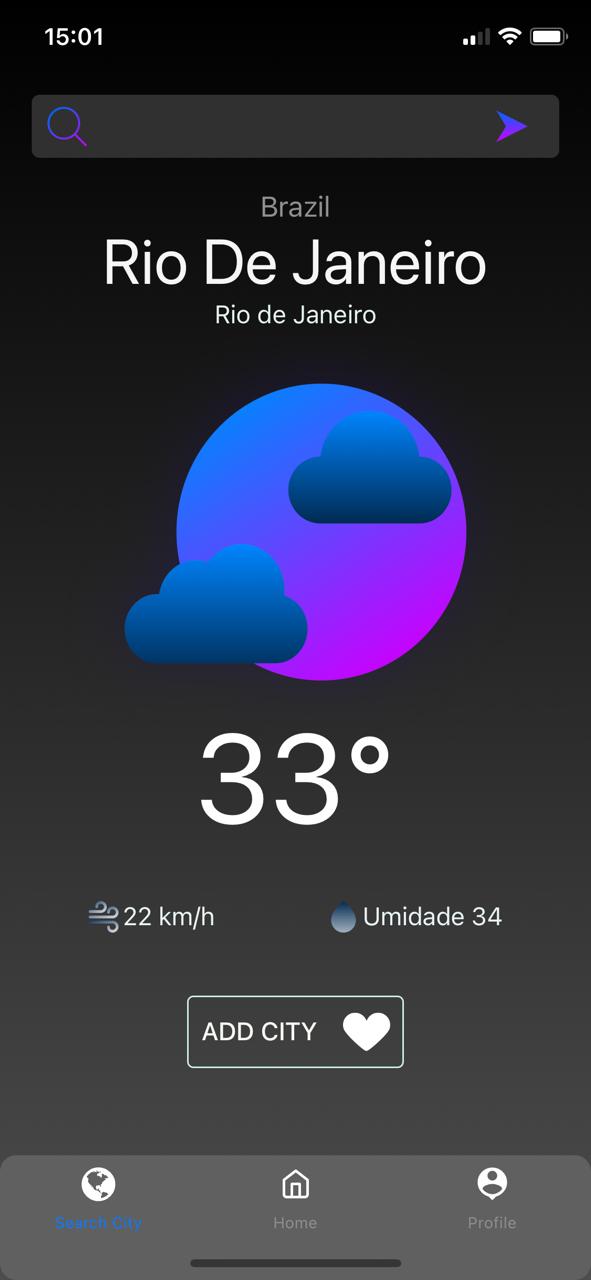 15:01
Brazil
Rio De Janeiro
Rio de Janeiro
33°
22 km/h Umidade 34
ADD CITY
Search City Home Profile